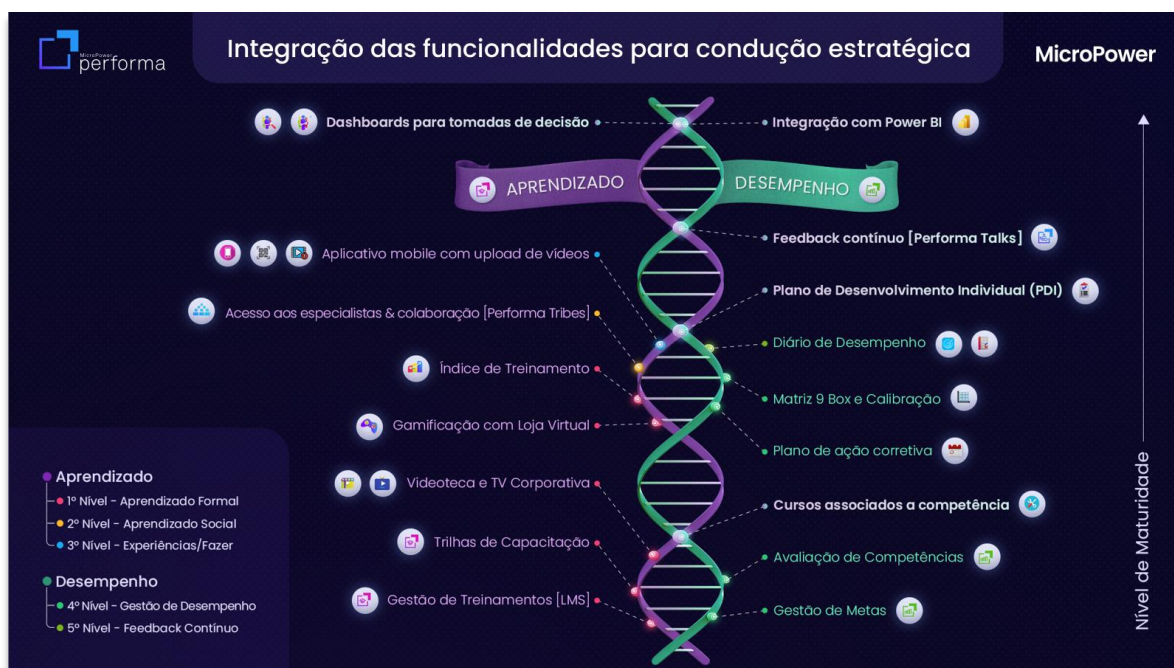 MicroPower
performa
Integração das funcionalidades para condução estratégica
MicroPower
Dashboards para tomadas de decisão
Integração com Power BI
APRENDIZADO
DESEMPENHO
Feedback contínuo [Performa Talks]
Aplicativo mobile com upload de vídeos
Plano de Desenvolvimento Individual (PDI)
Acesso aos especialistas & colaboração [Performa Tribes]
Diário de Desempenho
Índice de Treinamento
Matriz 9 Box e Calibração
Gamificação com Loja Virtual
Plano de ação corretiva
Videoteca e TV Corporativa
Cursos associados a competência
Trilhas de Capacitação
Avaliação de Competências
Gestão de Treinamentos [LMS]
Gestão de Metas
Aprendizado
1º Nível - Aprendizado Formal
2º Nível - Aprendizado Social
3º Nível - Experiências/Fazer
Desempenho
4º Nível - Gestão de Desempenho
5º Nível - Feedback Contínuo
Nível de Maturidade